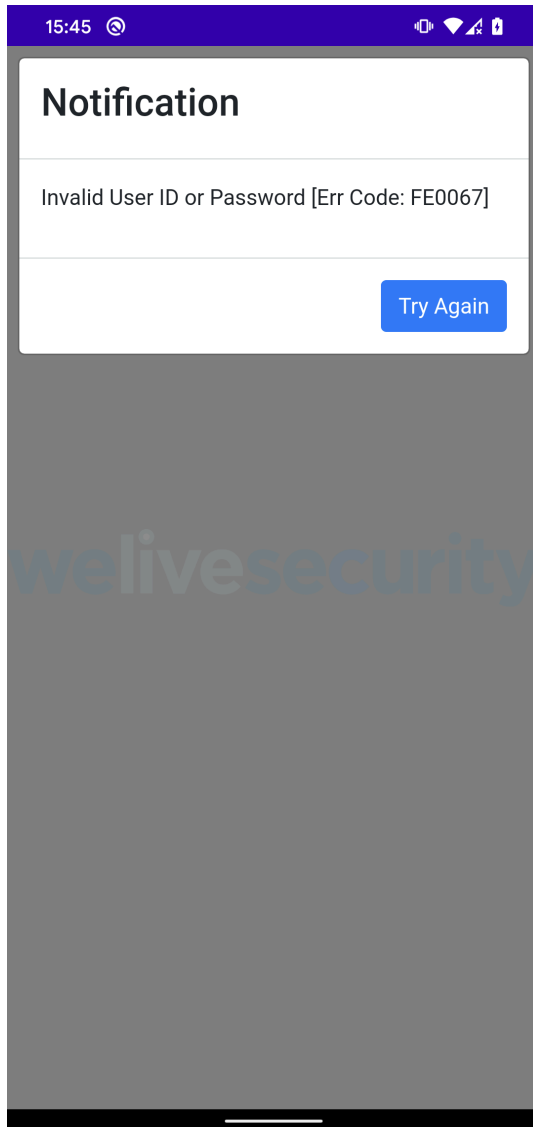 15:45
Notification
Invalid User ID or Password [Err Code: FE0067]
Try Again
welivesecurity